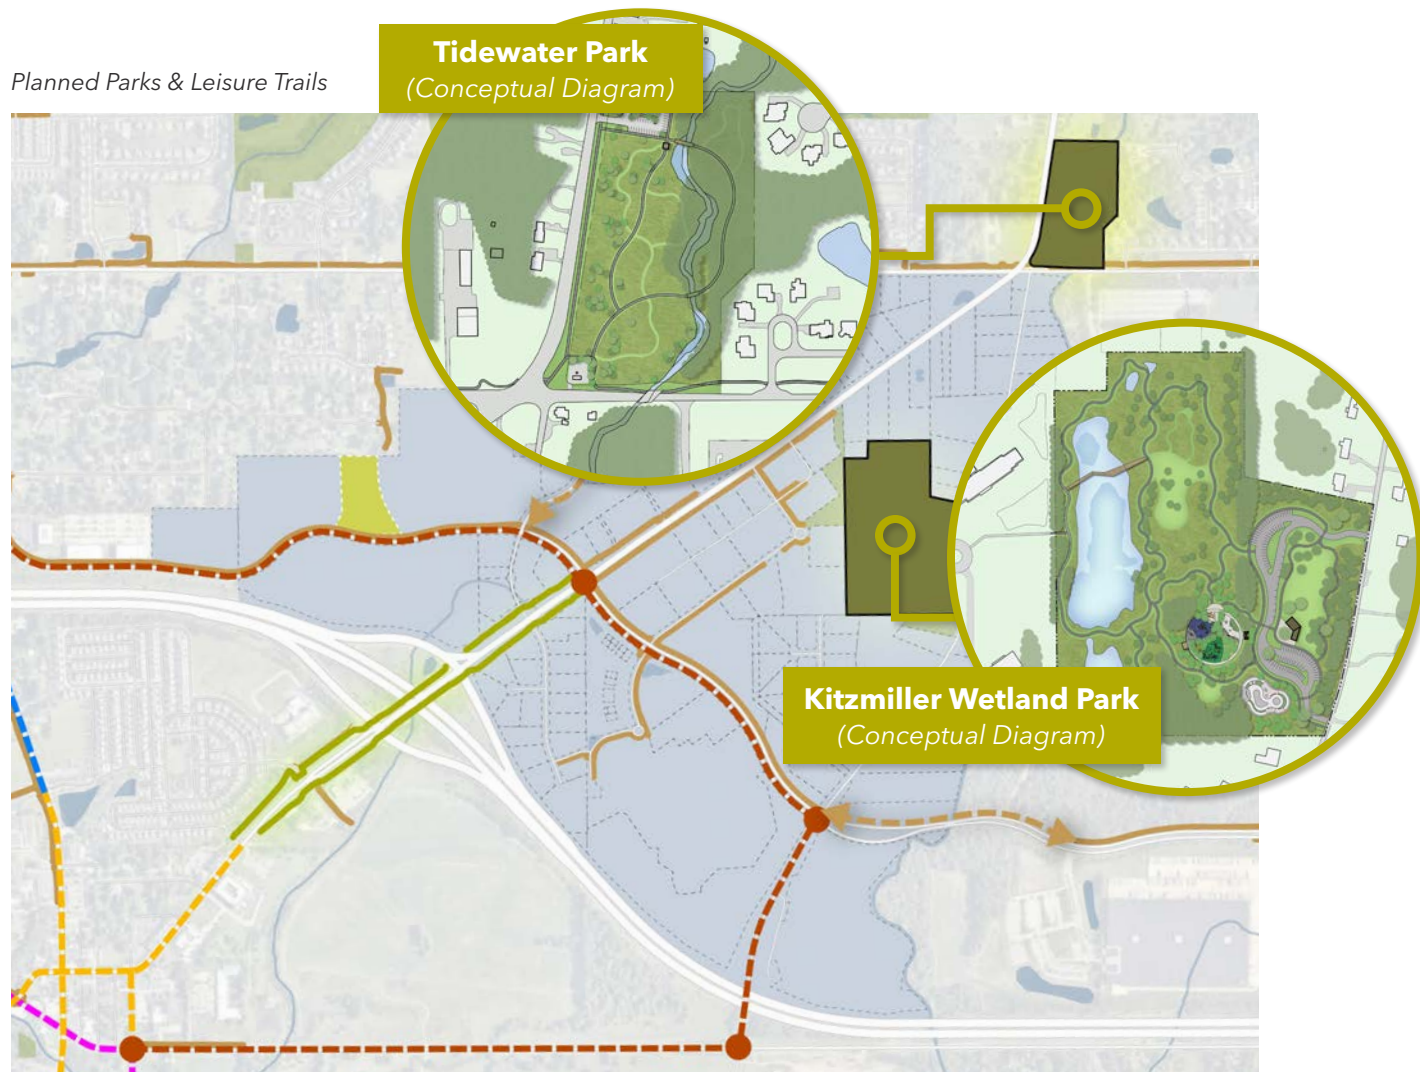 Planned Parks & Leisure Trails
Tidewater Park
(Conceptual Diagram)
Kitzmiller Wetland Park
(Conceptual Diagram)